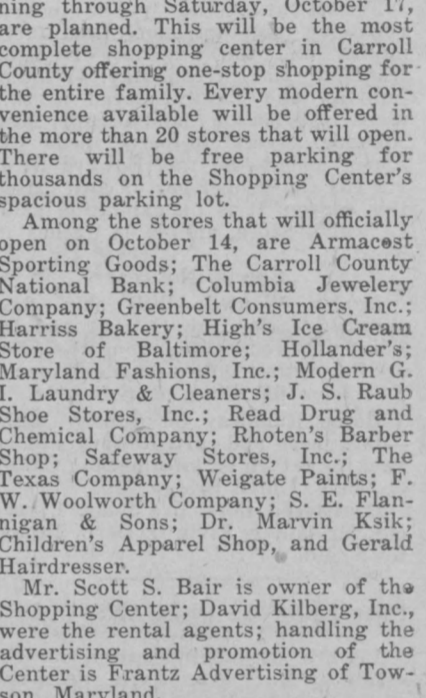 ning through Saturday, October 17,
are planned. This will be the most
complete shopping center in Carroll
County offering one-stop shopping for
the entire family. Every modern con-
venience available will be offered in
the more than 20 stores that will open.
There will be free parking for
thousands on the Shopping Center's
spacious parking lot.
Among the stores that will officially
open on October 14, are Armacost
Sporting Goods; The Carroll County
National Bank; Columbia Jewelery
Company; Greenbelt Consumers, Inc.;
Harriss Bakery; High's Ice Cream
Store of Baltimore; Hollander's;
Maryland Fashions, Inc.; Modern G.
I. Laundry & Cleaners; J. S. Raub
Shoe Stores, Inc.; Read Drug and
Chemical Company; Rhoten's Barber
Shop; Safeway Stores, Inc.; The
Texas Company; Weigate Paints; F.
W. Woolworth Company; S. E. Flan-
nigan & Sons; Dr. Marvin Ksik;
Children's Apparel Shop, and Gerald
Hairdresser.
Mr. Scott S. Bair is owner of the
Shopping Center; David Kilberg, Inc.,
were the rental agents; handling the
advertising and promotion of the
Center is Frantz Advertising of Tow-
son, Maryland.